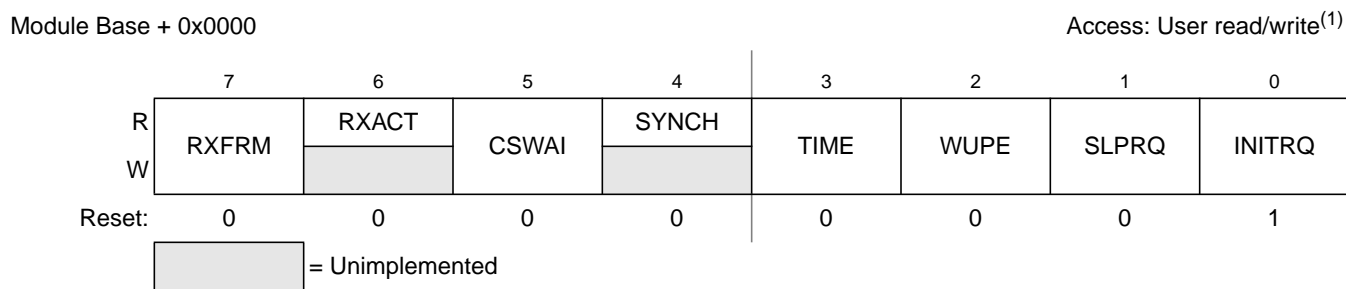 Module Base + 0x0000 Access: User read/write(1)
7 6 5 4 3 2 1 0
R RXFRM RXACT CSWAI SYNCH TIME WUPE SLPRQ INITRQ
W
Reset: 0 0 0 0 0 0 0 1
= Unimplemented